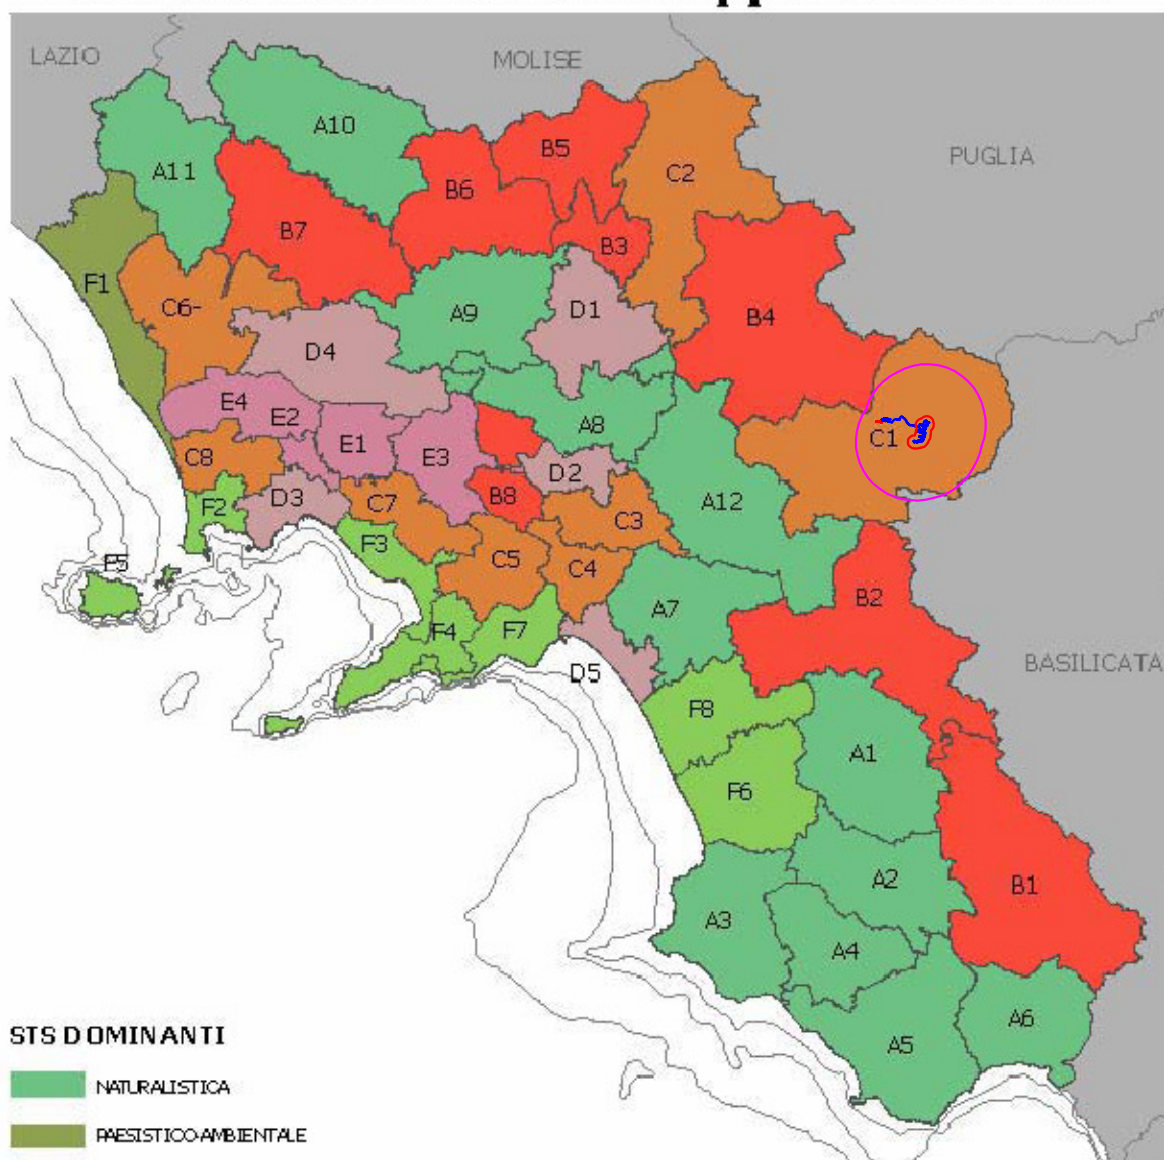 LAZIO
MOLISE
PUGLIA
A10
A11
B5
B6
C2
B7
B3
F1
C6-
A9
D1
B4
D4
E4
E2
E1
E3
A8
C1
C8
D2
B8
A12
F2
D3
C7
C3
F3
C5
C4
F5
A7
B2
F4
F7
D5
BASILICATA
F8
A1
F6
A2
B1
A3
A4
A6
A5
STS DOMINANTI
NATURALISTICA
PAESISTICO AMBIENTALE